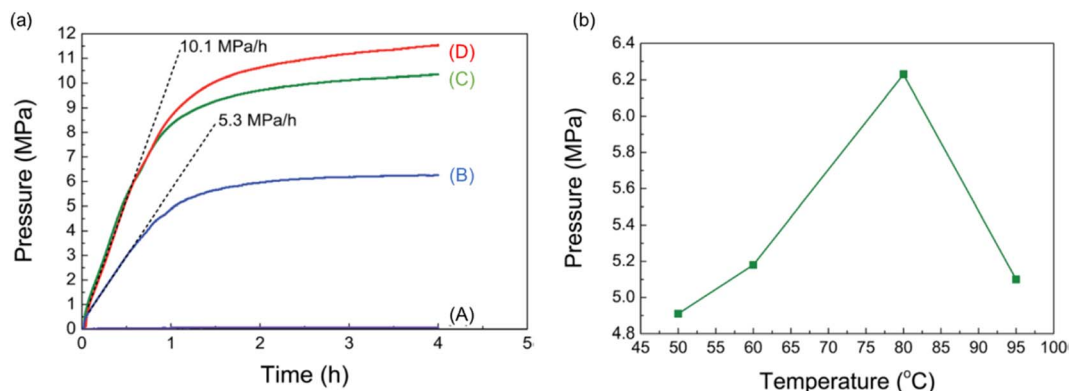 (a)
12
11
10
9
8
7
6
5
4
3
2
1
0
Pressure (MPa)
10.1 MPa/h
5.3 MPa/h
(D)
(C)
(B)
(A)
0 1 2 3 4 5
Time (h)
(b)
6.4
6.2
6.0
5.8
5.6
5.4
5.2
5.0
4.8
Pressure (MPa)
45 50 55 60 65 70 75 80 85 90 95 100
Temperature (°C)